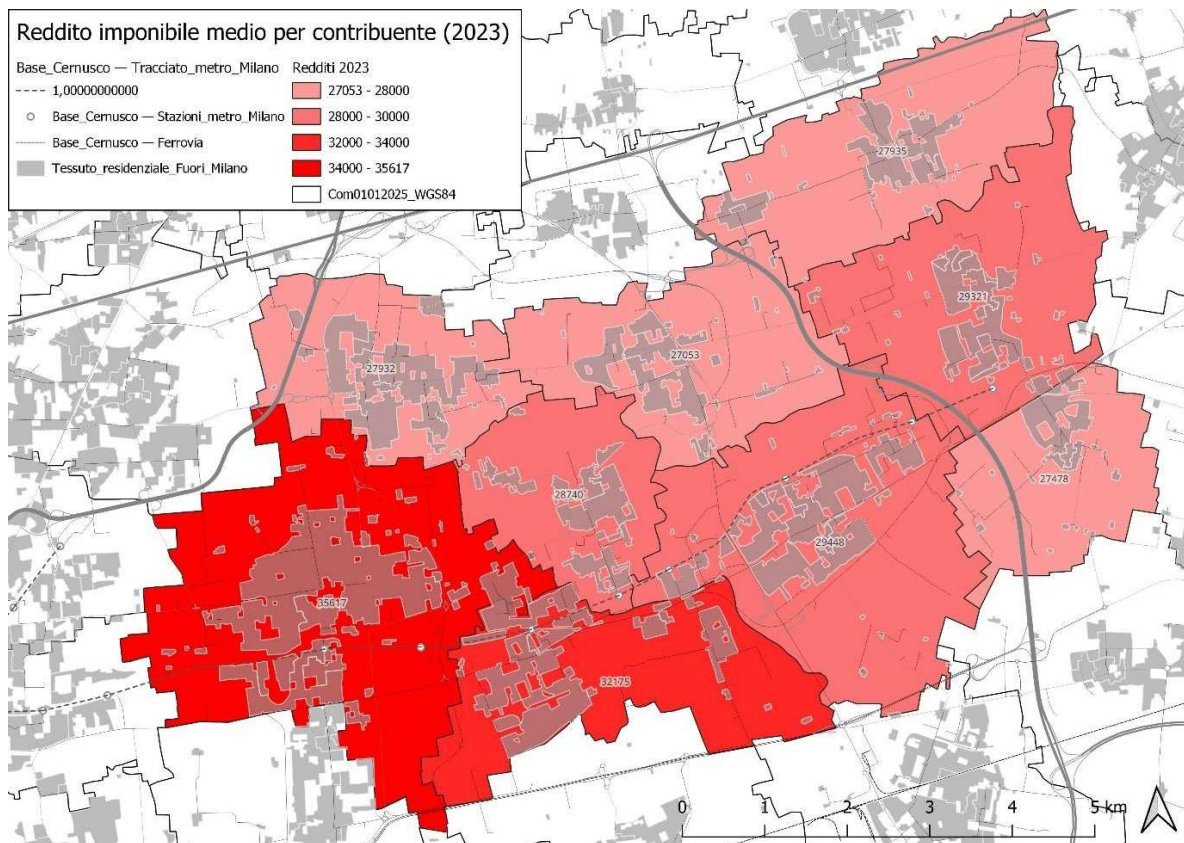 Reddito imponibile medio per contribuente (2023)
Base_Cernusco — Tracciato_metro_Milano
1,00000000000
Base_Cernusco — Stazioni_metro_Milano
Base_Cernusco — Ferrovia
Tessuto_residenziale_Fuori_Milano
Redditi 2023
27053 - 28000
28000 - 30000
32000 - 34000
34000 - 35617
Com01012025_WGS84
27935
29321
27932
27053
27478
28740
29448
35617
32175
0 1 2 3 4 5 km